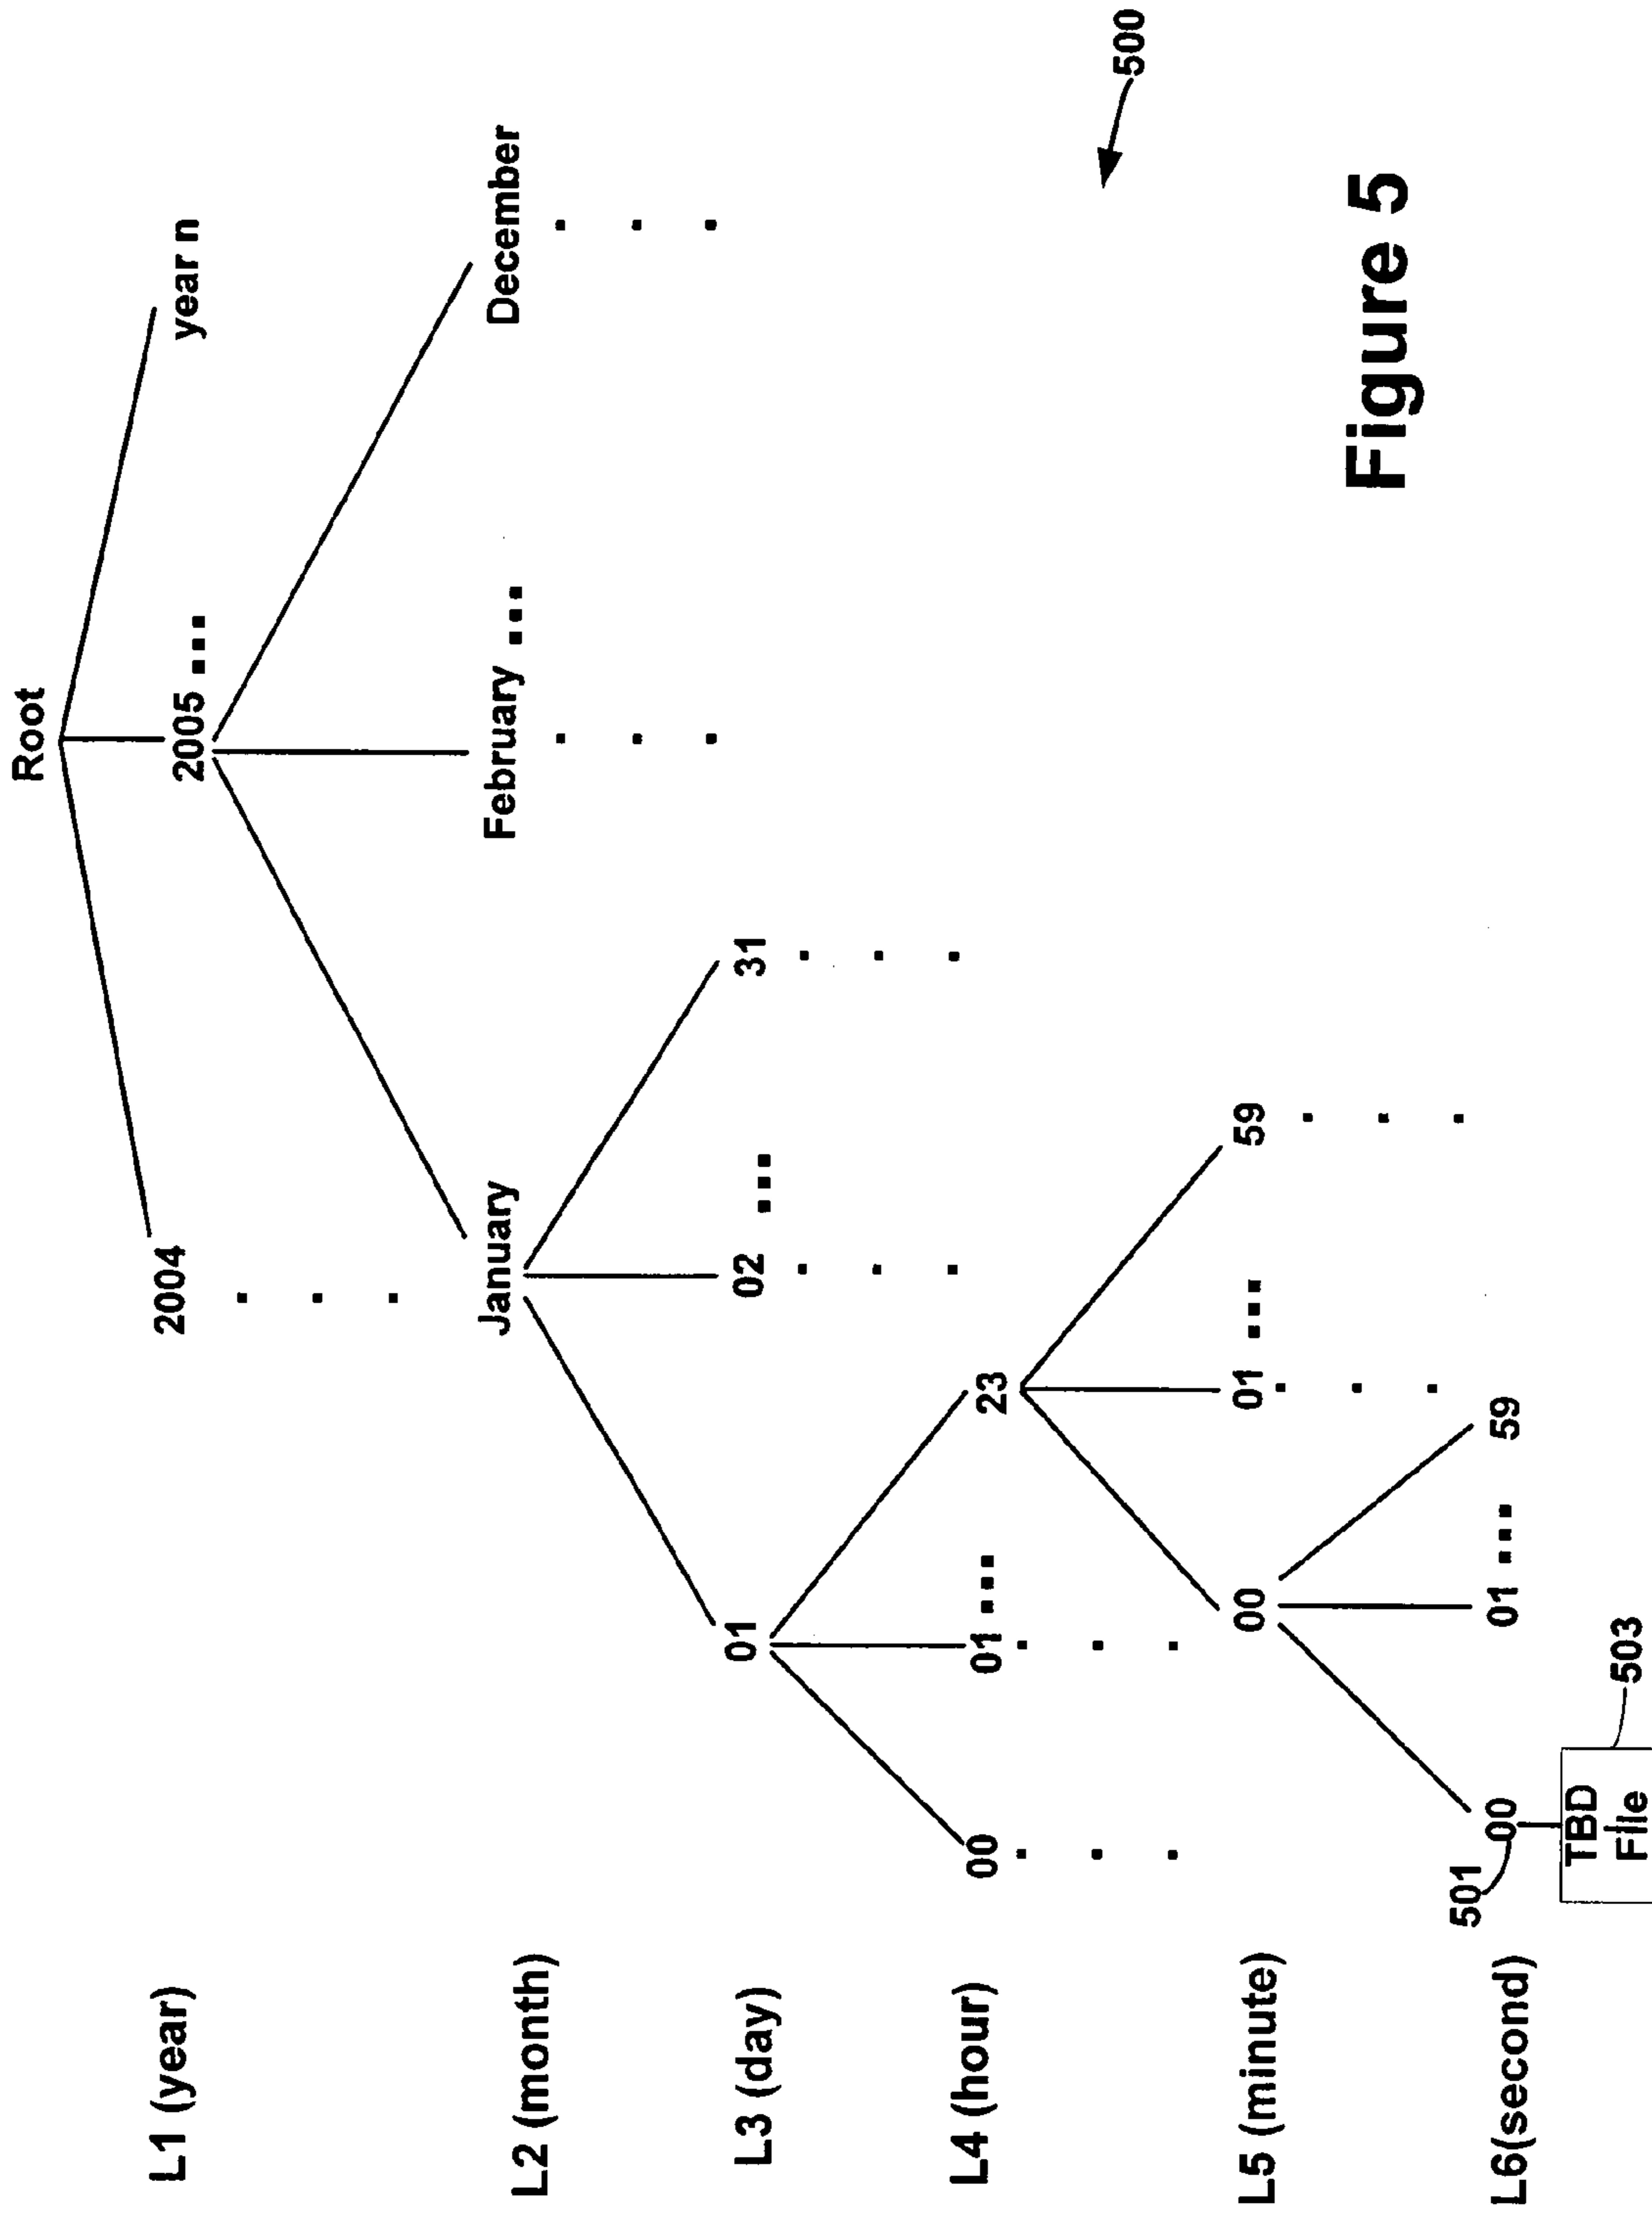 Root
L1 (year)
2004
2005 ...
year n
L2 (month)
January
February ...
December
L3 (day)
01
02 ...
31
L4 (hour)
00
01 ...
23
L5 (minute)
00
01 ...
59
L6(second)
501
00
01 ...
59
TBD
File
503
500
Figure 5